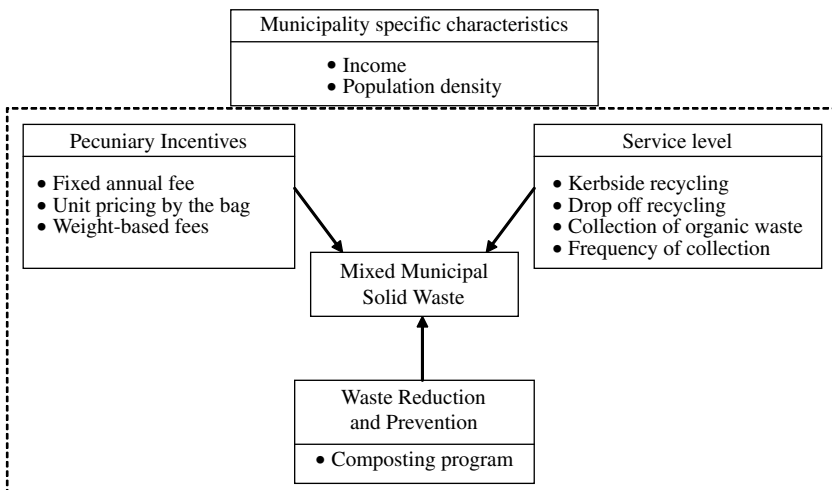 Municipality specific characteristics
• Income
• Population density
Pecuniary Incentives
• Fixed annual fee
• Unit pricing by the bag
• Weight-based fees
Service level
• Kerbside recycling
• Drop off recycling
• Collection of organic waste
• Frequency of collection
Mixed Municipal
Solid Waste
Waste Reduction
and Prevention
• Composting program